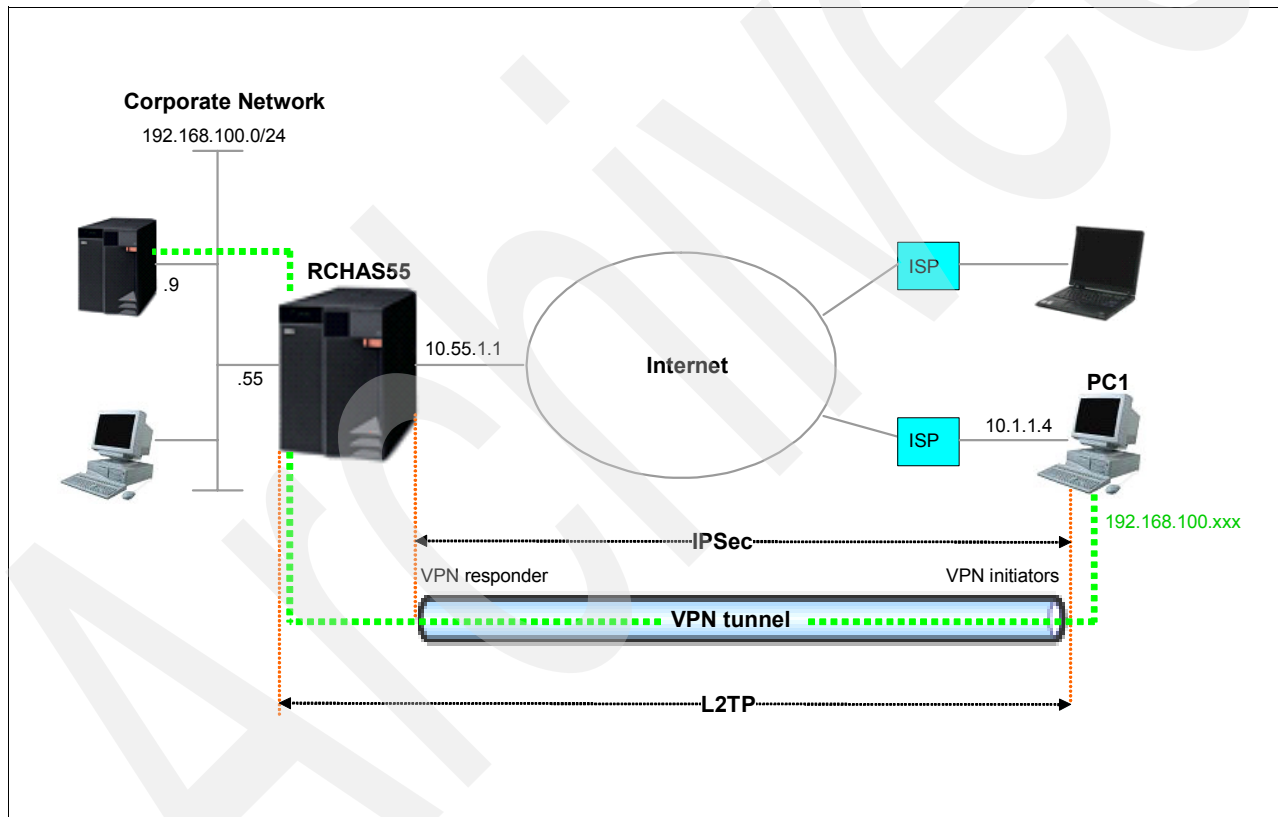 Corporate Network
192.168.100.0/24
RCHAS55
.9
.55
10.55.1.1
Internet
ISP
ISP
PC1
10.1.1.4
192.168.100.xxx
IPSec
VPN responder
VPN initiators
VPN tunnel
L2TP
Archived